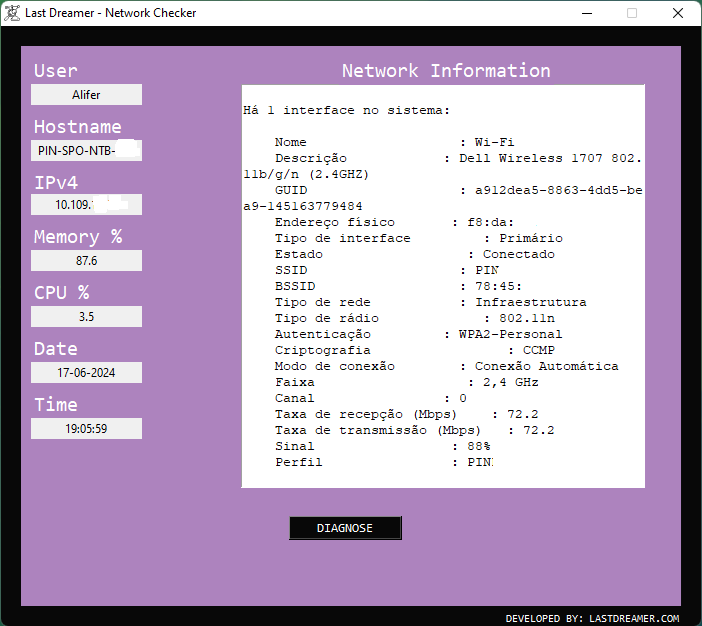 Last Dreamer - Network Checker
User
Alifer
Hostname
PIN-SPO-NTB-
IPv4
10.109.
Memory %
87.6
CPU %
3.5
Date
17-06-2024
Time
19:05:59
Network Information
Há 1 interface no sistema:
Nome : Wi-Fi
Descrição : Dell Wireless 1707 802.
11b/g/n (2.4GHZ)
GUID : a912dea5-8863-4dd5-be
a9-145163779484
Endereço físico : f8:da:
Tipo de interface : Primário
Estado : Conectado
SSID : PIN
BSSID : 78:45:
Tipo de rede : Infraestrutura
Tipo de rádio : 802.11n
Autenticação : WPA2-Personal
Criptografia : CCMP
Modo de conexão : Conexão Automática
Faixa : 2,4 GHz
Canal : 0
Taxa de recepção (Mbps) : 72.2
Taxa de transmissão (Mbps) : 72.2
Sinal : 88%
Perfil : PIN
DIAGNOSE
DEVELOPED BY: LASTDREAMER.COM